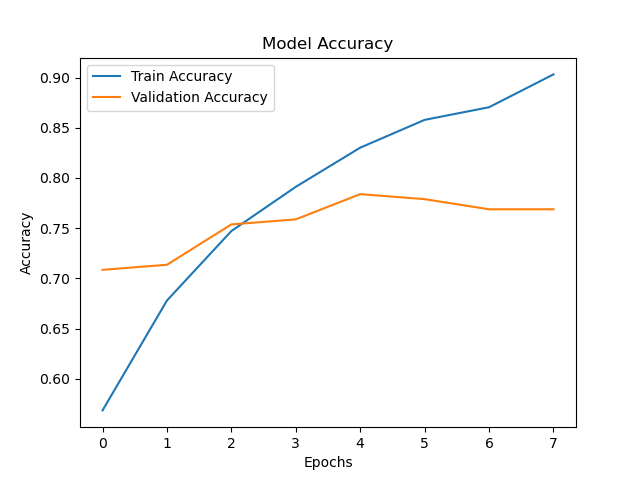 Model Accuracy
Train Accuracy
Validation Accuracy
0.90
0.85
0.80
0.75
0.70
0.65
0.60
Accuracy
0 1 2 3 4 5 6 7
Epochs